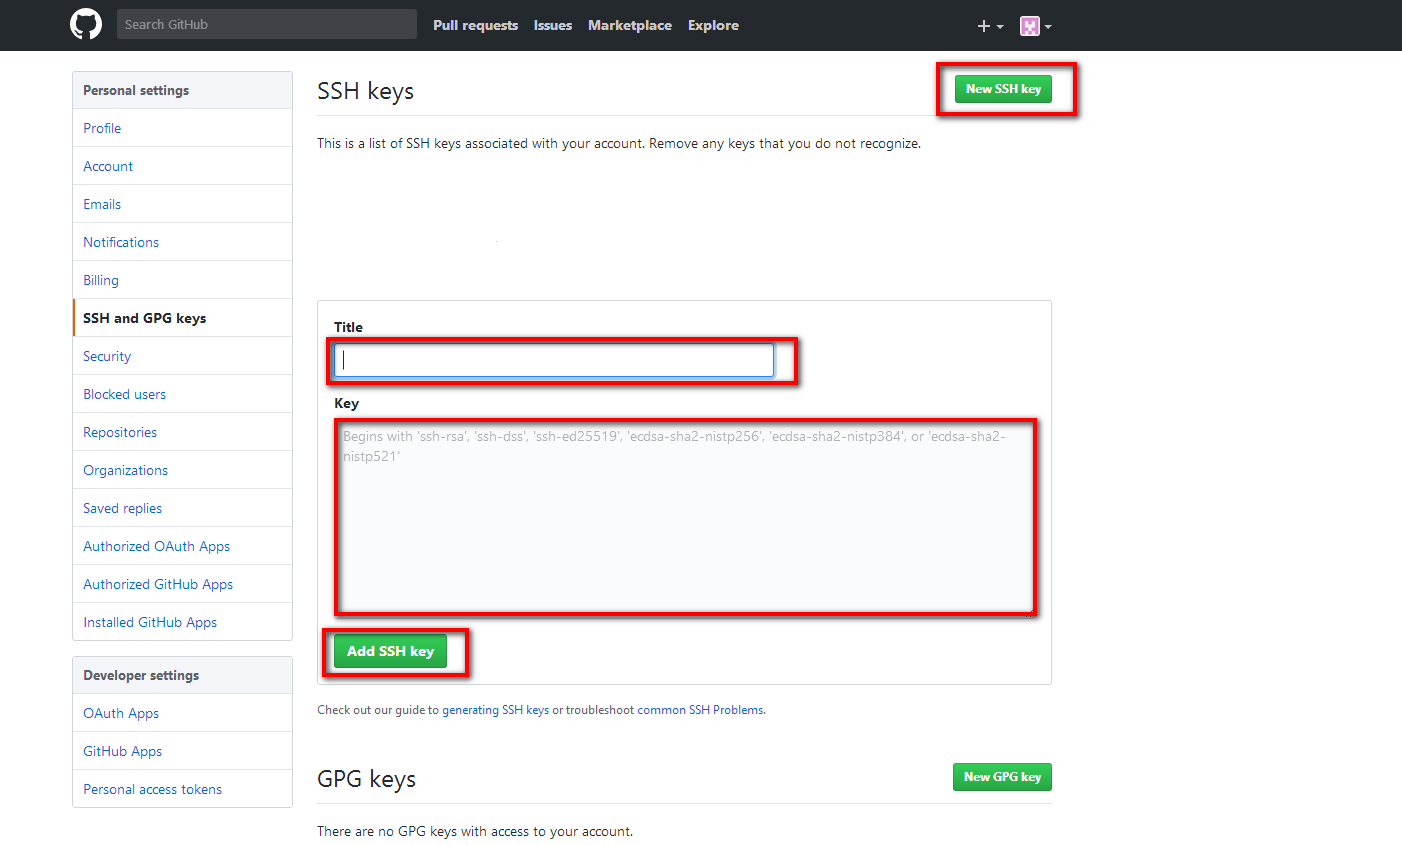 Search GitHub
Pull requests Issues Marketplace Explore
Personal settings
Profile
Account
Emails
Notifications
Billing
SSH and GPG keys
Security
Blocked users
Repositories
Organizations
Saved replies
Authorized OAuth Apps
Authorized GitHub Apps
Installed GitHub Apps
Developer settings
OAuth Apps
GitHub Apps
Personal access tokens
SSH keys
New SSH key
This is a list of SSH keys associated with your account. Remove any keys that you do not recognize.
Title
Key
Begins with 'ssh-rsa', 'ssh-dss', 'ssh-ed25519', 'ecdsa-sha2-nistp256', 'ecdsa-sha2-nistp384', or 'ecdsa-sha2-
nistp521'
Add SSH key
Check out our guide to generating SSH keys or troubleshoot common SSH Problems.
GPG keys
New GPG key
There are no GPG keys with access to your account.